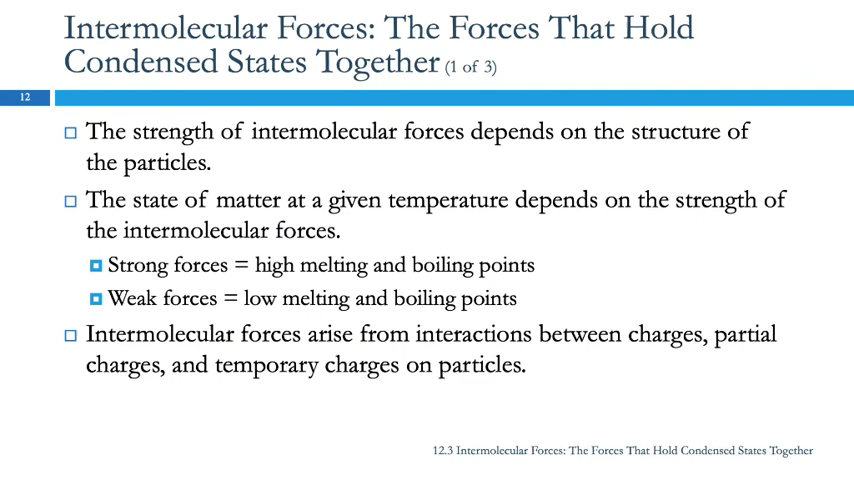 Intermolecular Forces: The Forces That Hold
Condensed States Together (1 of 3)
12
The strength of intermolecular forces depends on the structure of
the particles.
The state of matter at a given temperature depends on the strength of
the intermolecular forces.
Strong forces = high melting and boiling points
Weak forces = low melting and boiling points
Intermolecular forces arise from interactions between charges, partial
charges, and temporary charges on particles.
12.3 Intermolecular Forces: The Forces That Hold Condensed States Together